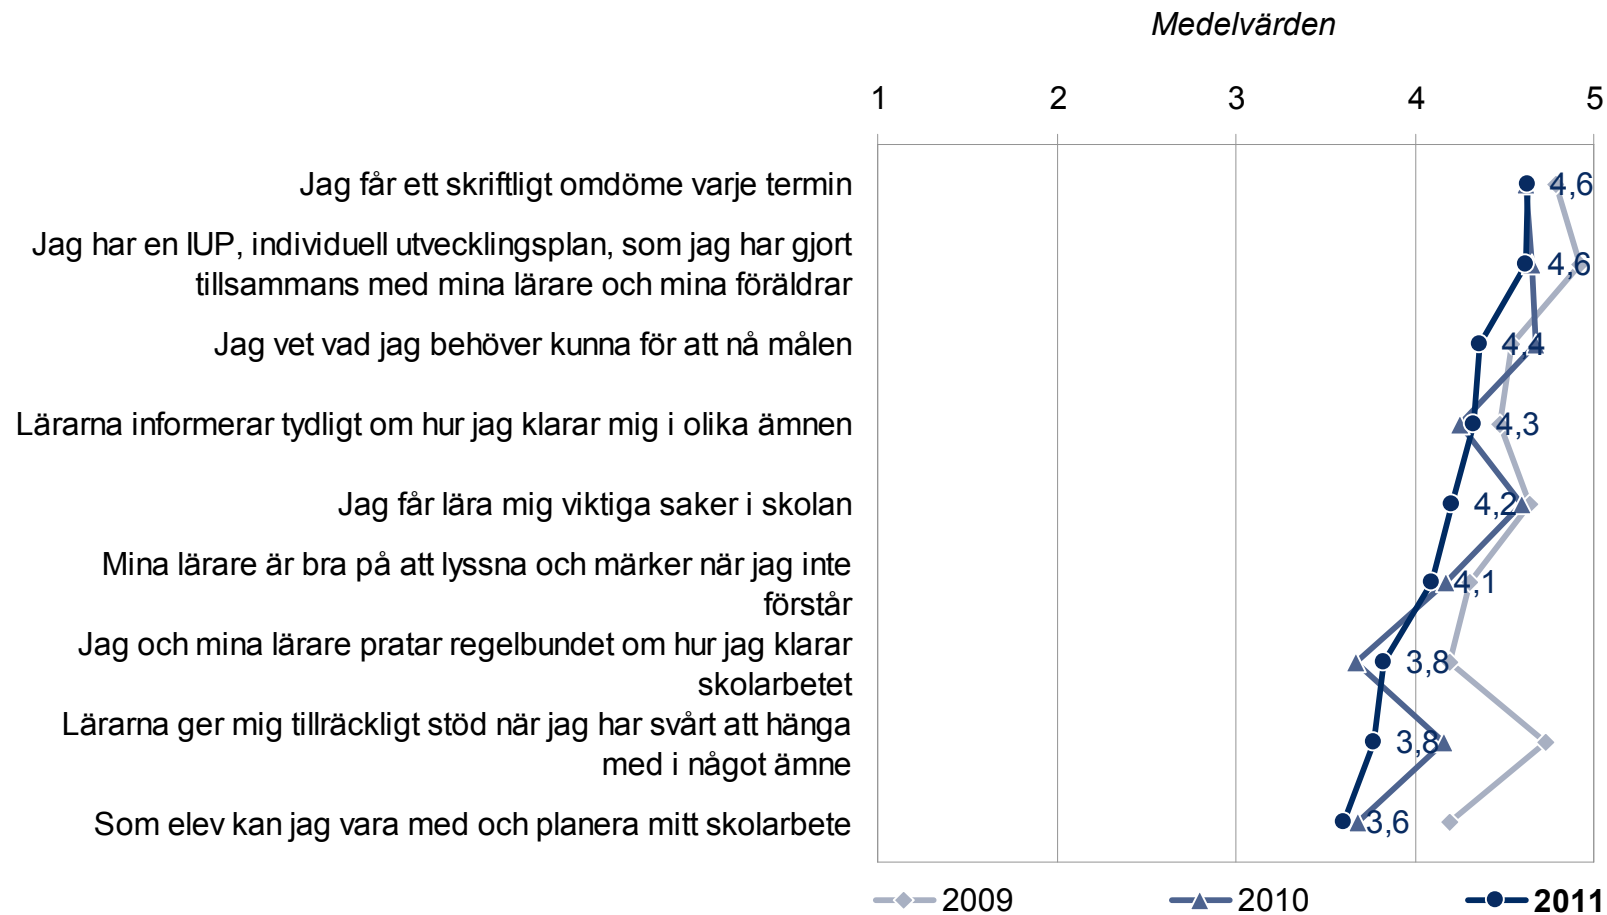 Medelvärden
1 2 3 4 5
Jag får ett skriftligt omdöme varje termin
4,6
Jag har en IUP, individuell utvecklingsplan, som jag har gjort
tillsammans med mina lärare och mina föräldrar
4,6
Jag vet vad jag behöver kunna för att nå målen
4,4
Lärarna informerar tydligt om hur jag klarar mig i olika ämnen
4,3
Jag får lära mig viktiga saker i skolan
4,2
Mina lärare är bra på att lyssna och märker när jag inte
förstår
4,1
Jag och mina lärare pratar regelbundet om hur jag klarar
skolarbetet
3,8
Lärarna ger mig tillräckligt stöd när jag har svårt att hänga
med i något ämne
3,8
Som elev kan jag vara med och planera mitt skolarbete
3,6
2009 2010 2011